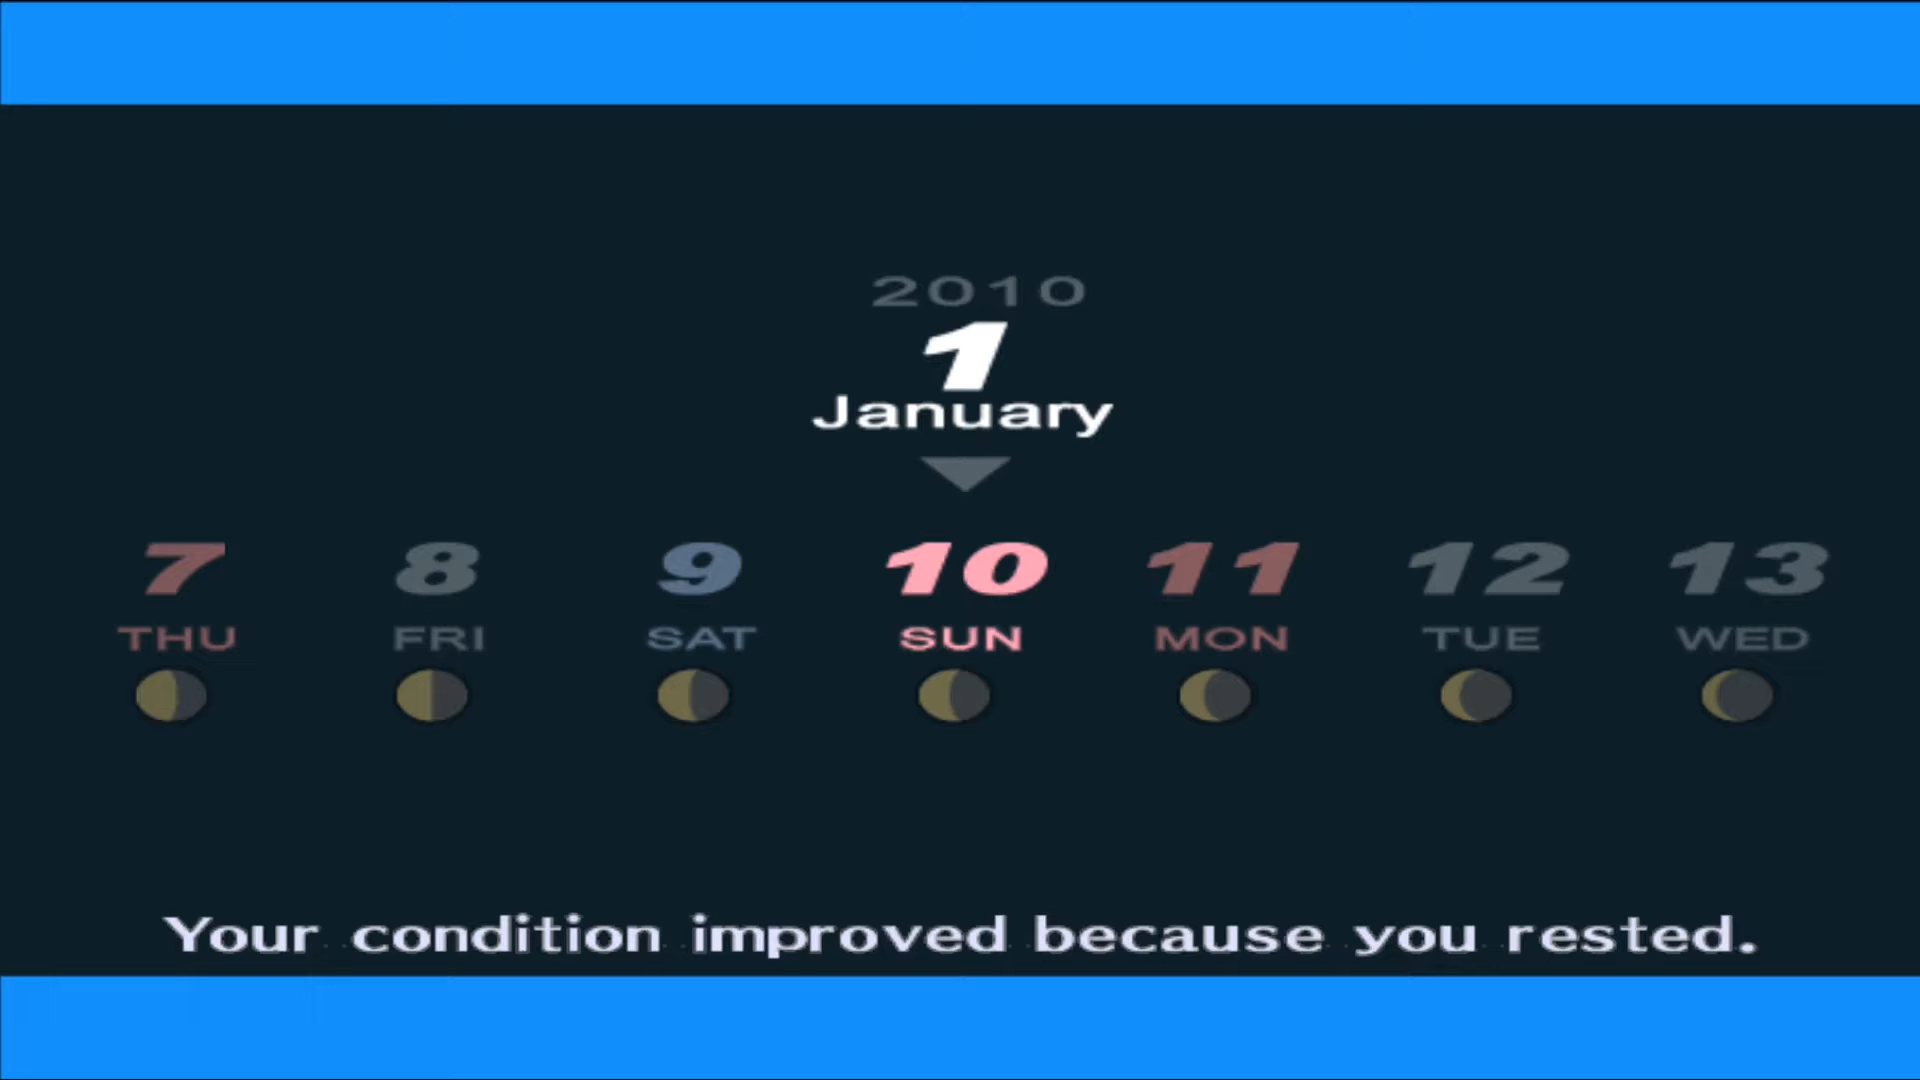 2010
1
January
7 8 9 10 11 12 13
THU FRI SAT SUN MON TUE WED
Your condition improved because you rested.